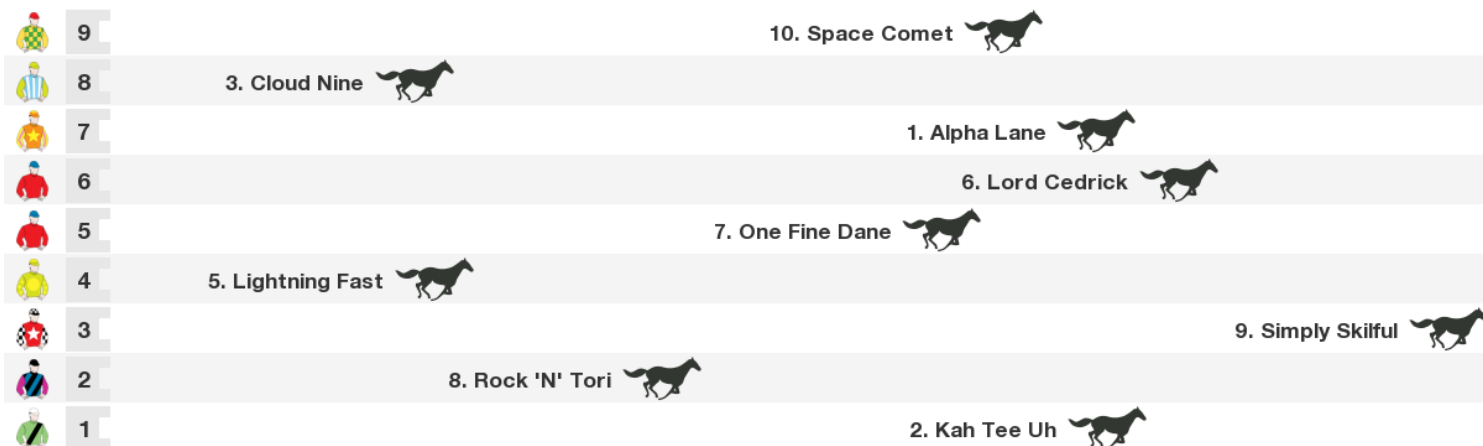 9 10. Space Comet
8 3. Cloud Nine
7 1. Alpha Lane
6 6. Lord Cedrick
5 7. One Fine Dane
4 5. Lightning Fast
3 9. Simply Skilful
2 8. Rock 'N' Tori
1 2. Kah Tee Uh